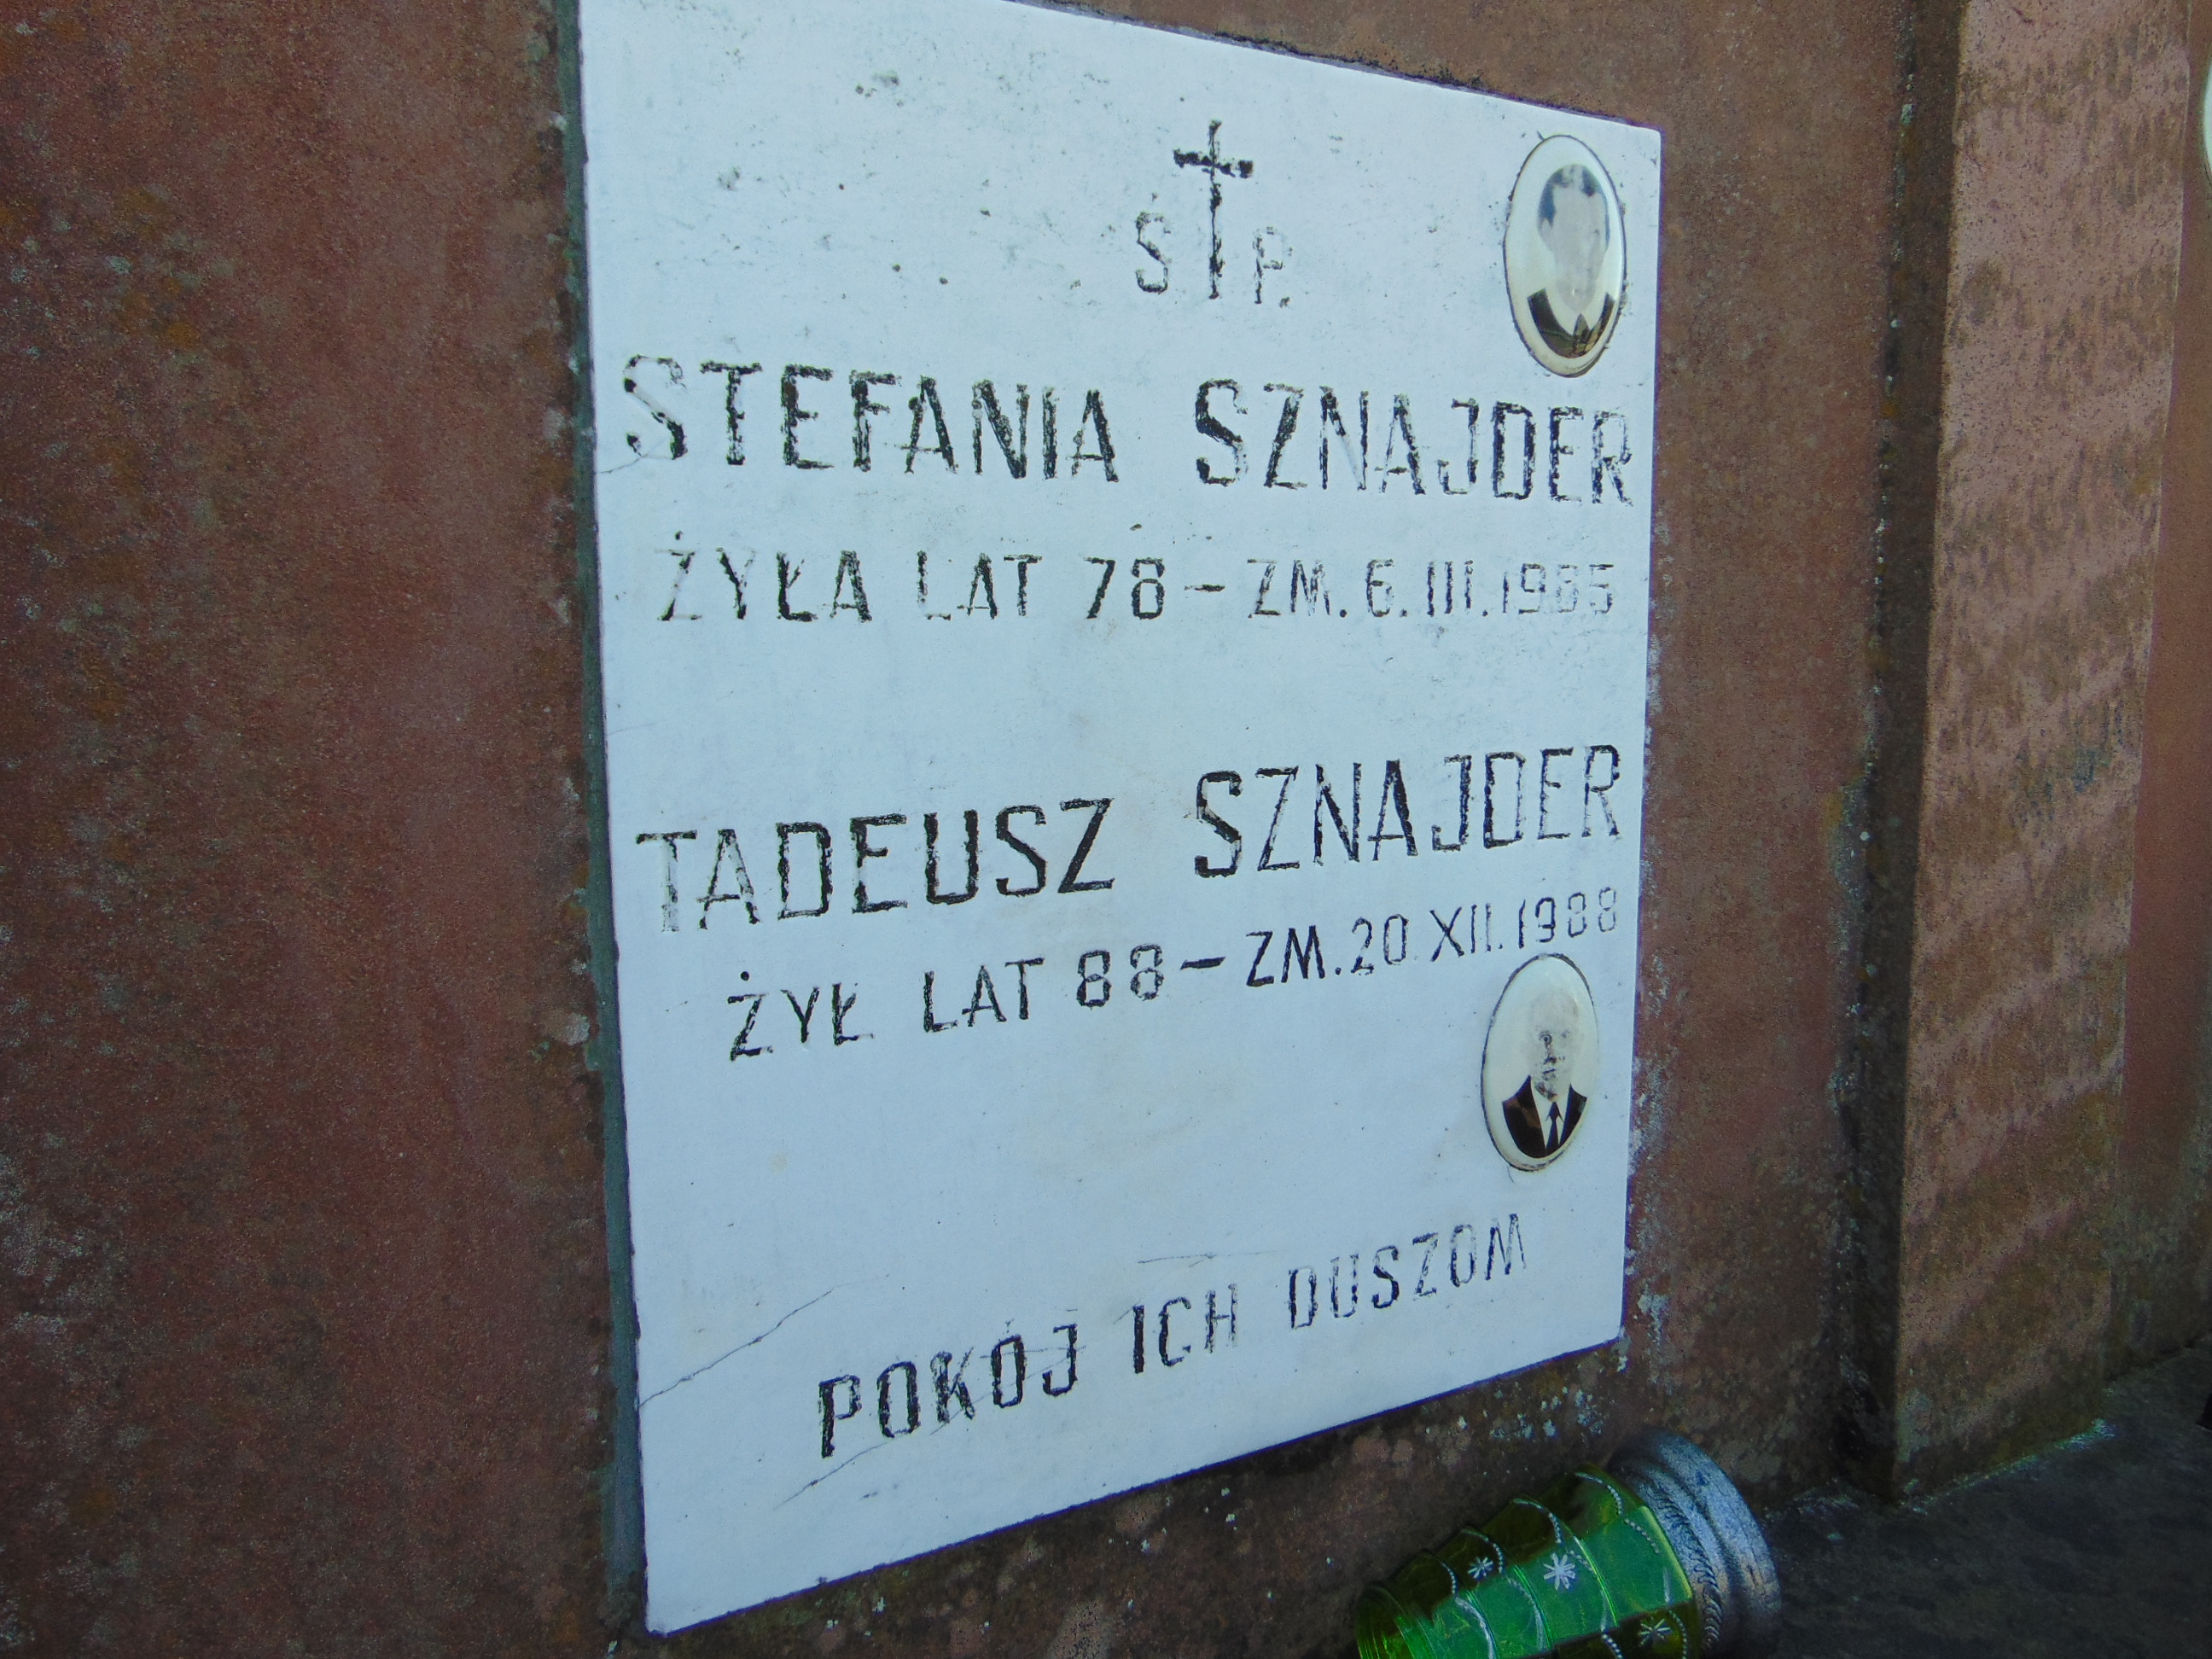 Ś P.
STEFANIA SZNAJDER
ŻYŁA LAT 78 – ZM. 6. III. 1985
TADEUSZ SZNAJDER
ŻYŁ LAT 88 – ZM. 20. XII. 1988
POKÓJ ICH DUSZOM